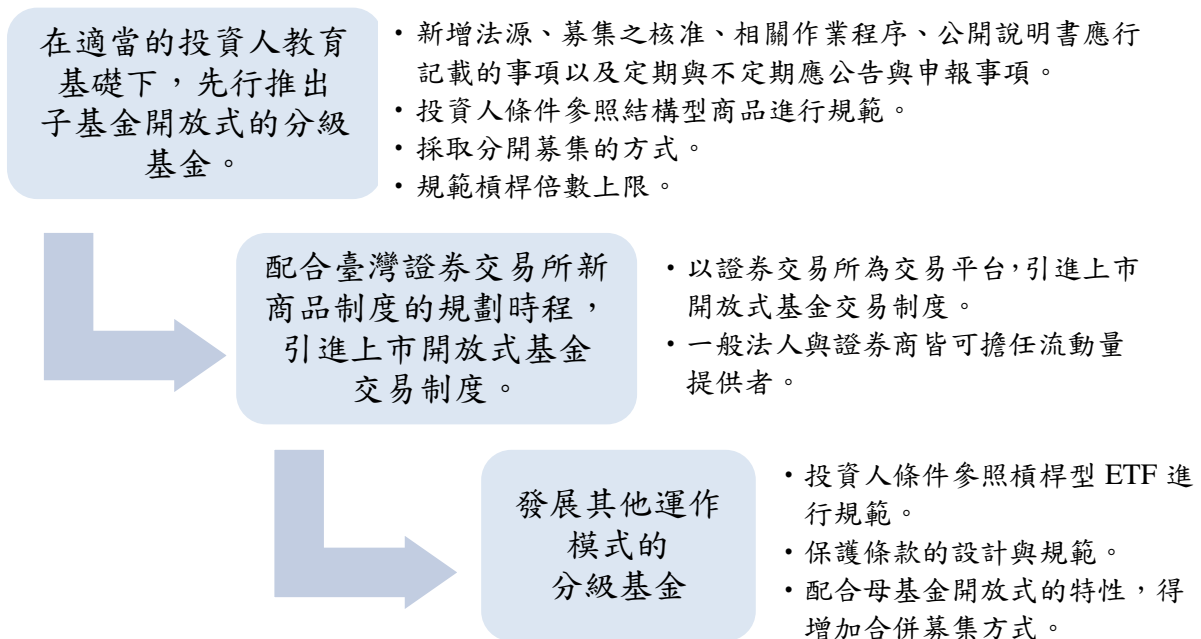 在適當的投資人教育
基礎下，先行推出
子基金開放式的分級
基金。
・新增法源、募集之核准、相關作業程序、公開說明書應行
記載的事項以及定期與不定期應公告與申報事項。
・投資人條件參照結構型商品進行規範。
・採取分開募集的方式。
・規範槓桿倍數上限。
配合臺灣證券交易所新
商品制度的規劃時程，
引進上市開放式基金
交易制度。
・以證券交易所為交易平台，引進上市
開放式基金交易制度。
・一般法人與證券商皆可擔任流動量
提供者。
發展其他運作
模式的
分級基金
・投資人條件參照槓桿型 ETF 進
行規範。
・保護條款的設計與規範。
・配合母基金開放式的特性，得
增加合併募集方式。